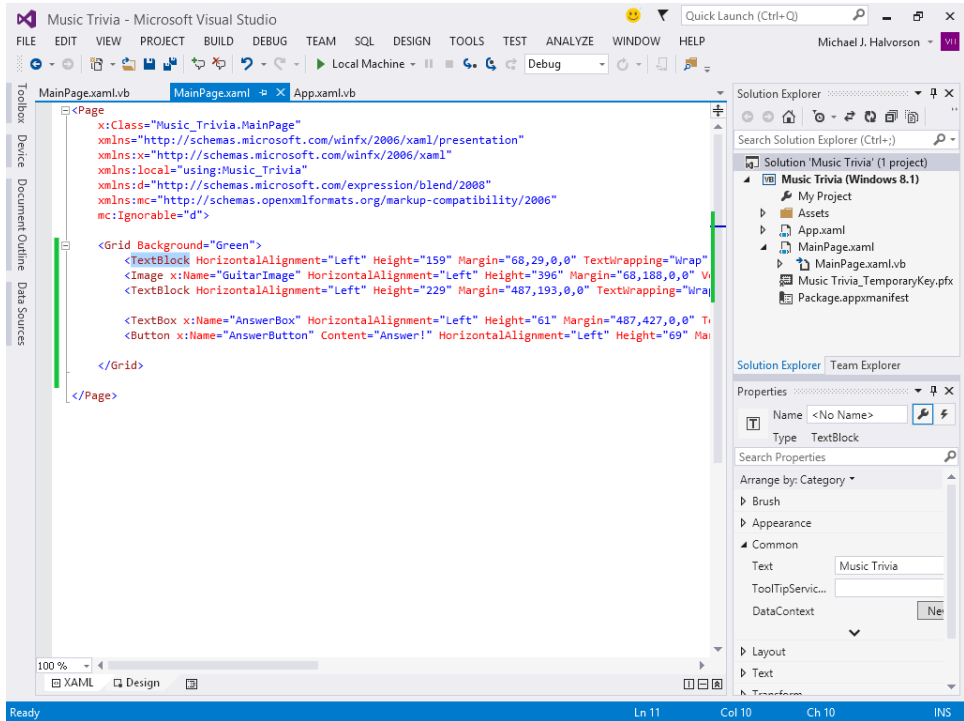 Music Trivia - Microsoft Visual Studio
Quick Launch (Ctrl+Q)
FILE EDIT VIEW PROJECT BUILD DEBUG TEAM SQL DESIGN TOOLS TEST ANALYZE WINDOW HELP
Michael J. Halvorson
VH
Local Machine
Debug
Toolbox
Device
Document Outline
Data Sources
MainPage.xaml.vb MainPage.xaml App.xaml.vb
<Page
x:Class="Music_Trivia.MainPage"
xmlns="http://schemas.microsoft.com/winfx/2006/xaml/presentation"
xmlns:x="http://schemas.microsoft.com/winfx/2006/xaml"
xmlns:local="using:Music_Trivia"
xmlns:d="http://schemas.microsoft.com/expression/blend/2008"
xmlns:mc="http://schemas.openxmlformats.org/markup-compatibility/2006"
mc:Ignorable="d">
<Grid Background="Green">
<TextBlock HorizontalAlignment="Left" Height="159" Margin="68,29,0,0" TextWrapping="Wrap"
<Image x:Name="GuitarImage" HorizontalAlignment="Left" Height="396" Margin="68,188,0,0" V
<TextBlock HorizontalAlignment="Left" Height="229" Margin="487,193,0,0" TextWrapping="Wra
<TextBox x:Name="AnswerBox" HorizontalAlignment="Left" Height="61" Margin="487,427,0,0" T
<Button x:Name="AnswerButton" Content="Answer!" HorizontalAlignment="Left" Height="69" Ma
</Grid>
</Page>
100 %
XAML Design
Solution Explorer
Search Solution Explorer (Ctrl+;)
Solution 'Music Trivia' (1 project)
VB Music Trivia (Windows 8.1)
My Project
Assets
App.xaml
MainPage.xaml
MainPage.xaml.vb
Music Trivia_TemporaryKey.pfx
Package.appxmanifest
Solution Explorer Team Explorer
Properties
Name <No Name>
T
Type TextBlock
Search Properties
Arrange by: Category
Brush
Appearance
Common
Text Music Trivia
ToolTipServic...
DataContext Ne
Layout
Text
Transform
Ready Ln 11 Col 10 Ch 10 INS